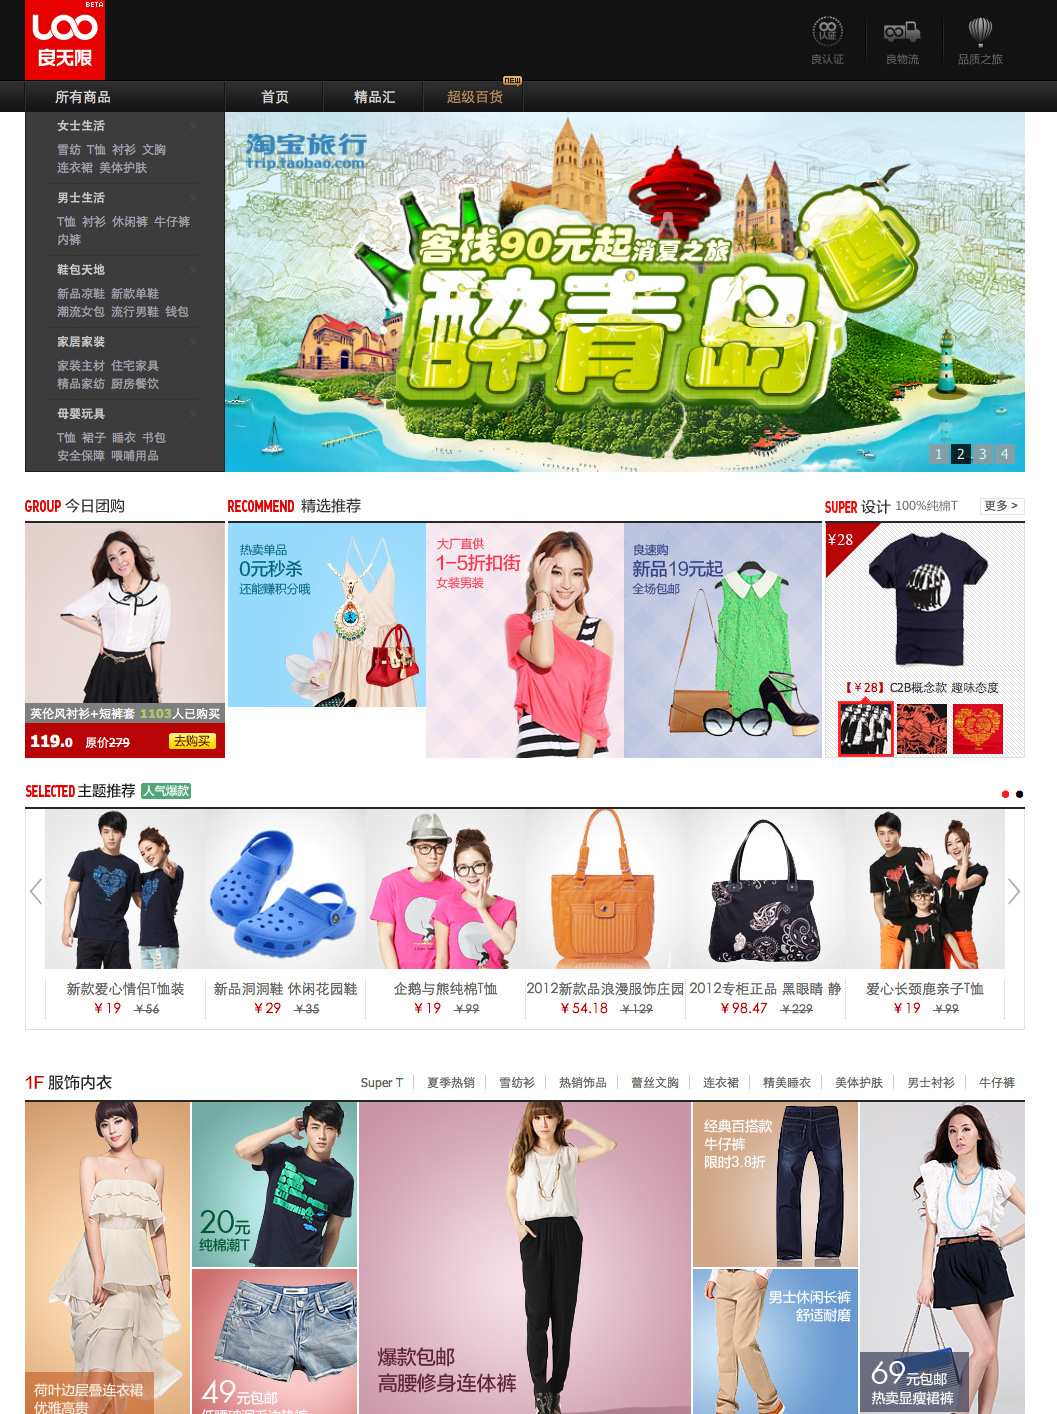 BETA
LOO
良无限
良认证
良物流
品质之旅
所有商品
首页
精品汇
超级百货
NEW
女士生活 >
雪纺 T恤 衬衫 文胸
连衣裙 美体护肤
男士生活 >
T恤 衬衫 休闲裤 牛仔裤
内裤
鞋包天地 >
新品凉鞋 新款单鞋
潮流女包 流行男鞋 钱包
家居家装 >
家装主材 住宅家具
精品家纺 厨房餐饮
母婴玩具 >
T恤 裙子 睡衣 书包
安全保障 喂哺用品
淘宝旅行
trip.taobao.com
客栈90元起消夏之旅
醉青岛
1 2 3 4
GROUP 今日团购
RECOMMEND 精选推荐
SUPER 设计 100%纯棉T 更多 >
英伦风衬衫+短裤套 1103人已购买
119.0 原价279 去购买
热卖单品
0元秒杀
还能赚积分哦
大厂直供
1-5折扣街
女装男装
良速购
新品19元起
全场包邮
¥28
【￥28】C2B概念款 趣味态度
SELECTED 主题推荐 人气爆款
新款爱心情侣T恤装
￥19 ￥56
新品洞洞鞋 休闲花园鞋
￥29 ￥35
企鹅与熊纯棉T恤
￥19 ￥99
2012新款品浪漫服饰庄园
￥54.18 ￥129
2012专柜正品 黑眼睛 静
￥98.47 ￥229
爱心长颈鹿亲子T恤
￥19 ￥99
1F 服饰内衣
Super T 夏季热销 雪纺衫 热销饰品 蕾丝文胸 连衣裙 精美睡衣 美体护肤 男士衬衫 牛仔裤
荷叶边层叠连衣裙
优雅高贵
20元
纯棉潮T
49元包邮
爆款包邮
高腰修身连体裤
经典百搭款
牛仔裤
限时3.8折
男士休闲长裤
舒适耐磨
69元包邮
热卖显瘦裙裤